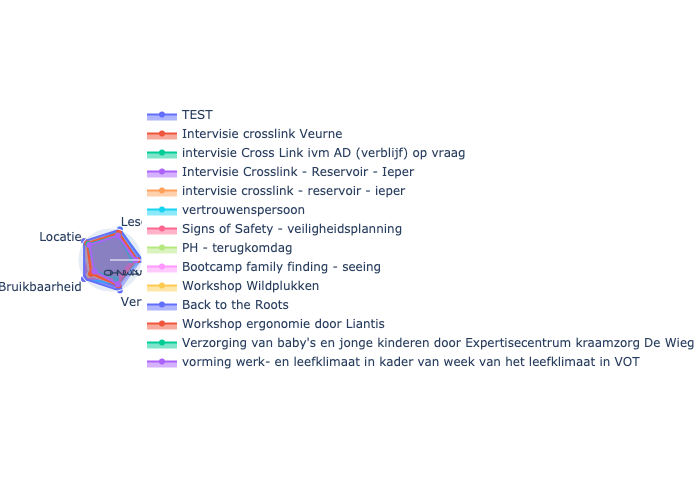 TEST
Intervisie crosslink Veurne
intervisie Cross Link ivm AD (verblijf) op vraag
Intervisie Crosslink - Reservoir - Ieper
intervisie crosslink - reservoir - ieper
vertrouwenspersoon
Signs of Safety - veiligheidsplanning
PH - terugkomdag
Bootcamp family finding - seeing
Workshop Wildplukken
Back to the Roots
Workshop ergonomie door Liantis
Verzorging van baby's en jonge kinderen door Expertisecentrum kraamzorg De Wieg
vorming werk- en leefklimaat in kader van week van het leefklimaat in VOT
Locatie
Bruikbaarheid